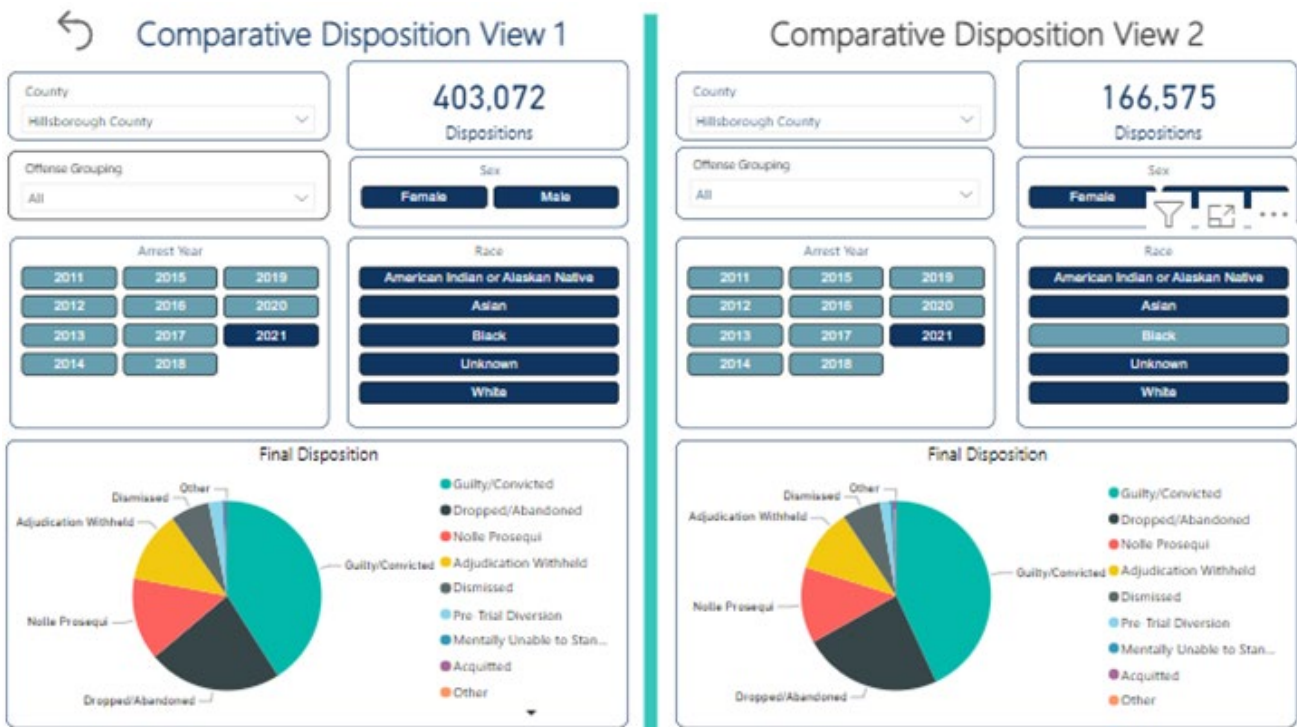 Comparative Disposition View 1
County
Hillsborough County
403,072
Dispositions
Offense Grouping
All
Sex
Female Male
Arrest Year
2011 2015 2019
2012 2016 2020
2013 2017 2021
2014 2018
Race
American Indian or Alaskan Native
Asian
Black
Unknown
White
Final Disposition
Other
Dismissed
Adjudication Withheld
Nolle Prosequi
Dropped/Abandoned
Guilty/Convicted
Guilty/Convicted
Dropped/Abandoned
Nolle Prosequi
Adjudication Withheld
Dismissed
Pre Trial Diversion
Mentally Unable to Stan...
Acquitted
Other
Comparative Disposition View 2
County
Hillsborough County
166,575
Dispositions
Offense Grouping
All
Sex
Female
Arrest Year
2011 2015 2019
2012 2016 2020
2013 2017 2021
2014 2018
Race
American Indian or Alaskan Native
Asian
Black
Unknown
White
Final Disposition
Other
Dismissed
Adjudication Withheld
Nolle Prosequi
Dropped/Abandoned
Guilty/Convicted
Guilty/Convicted
Dropped/Abandoned
Nolle Prosequi
Adjudication Withheld
Dismissed
Pre Trial Diversion
Mentally Unable to Stan...
Acquitted
Other